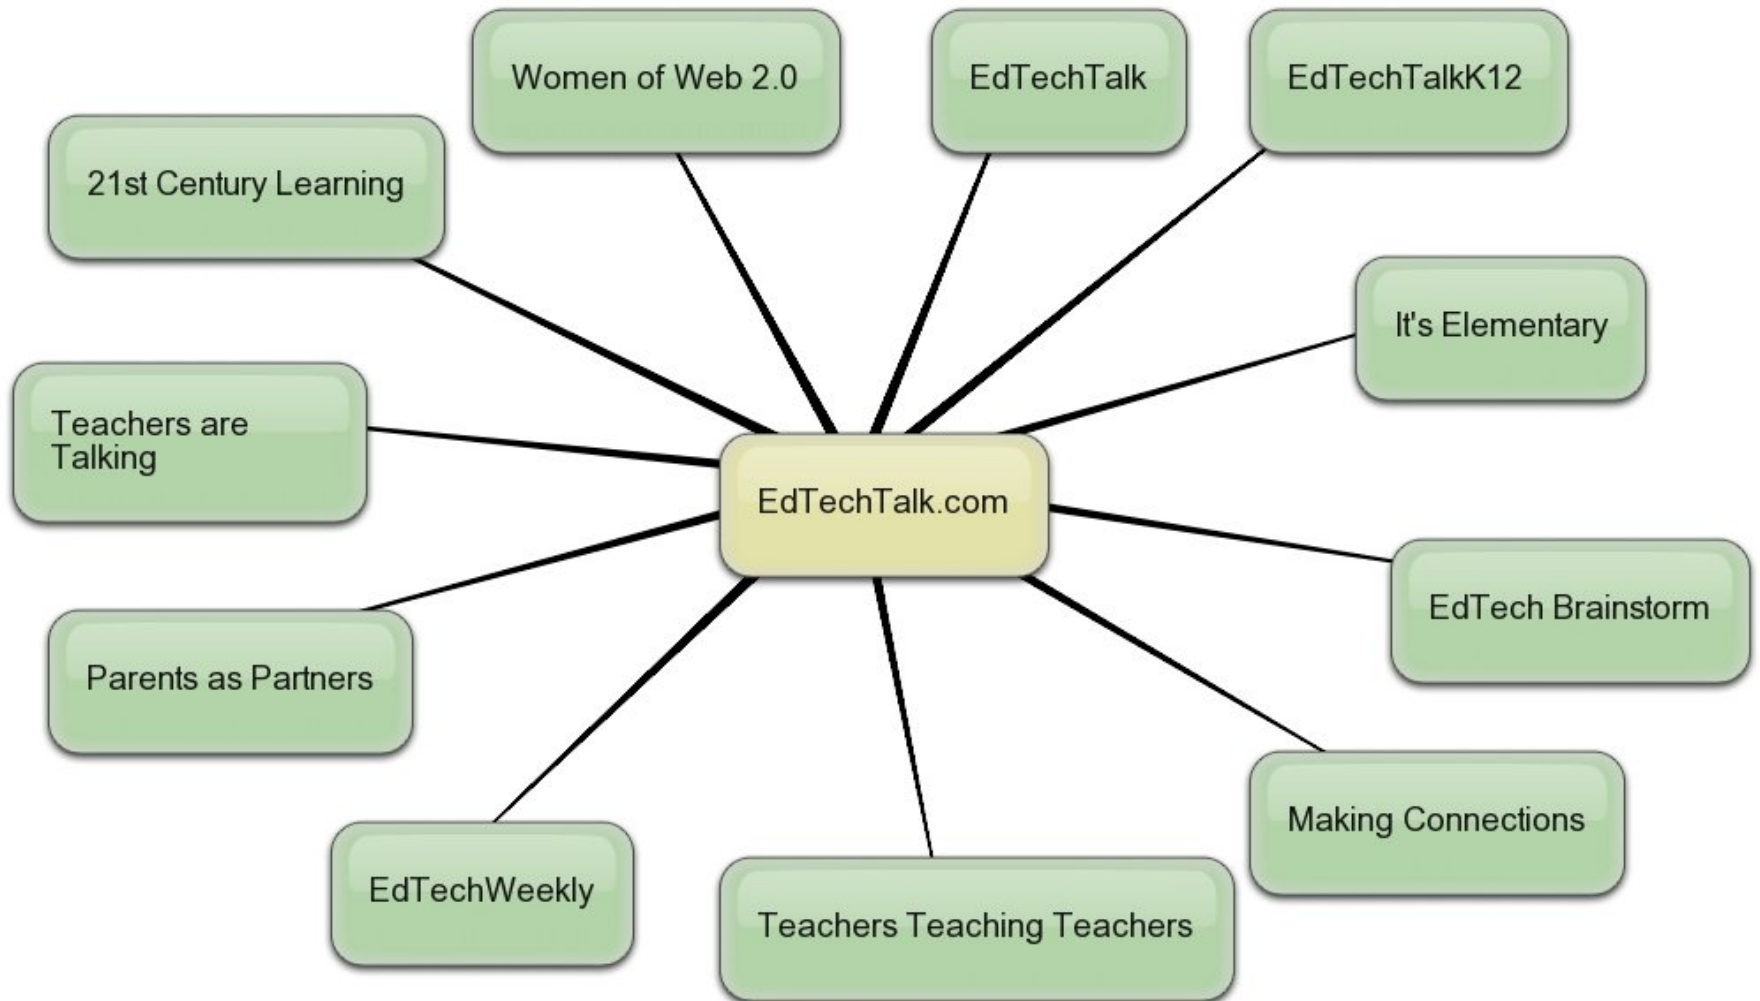 Women of Web 2.0
EdTechTalk
EdTechTalkK12
21st Century Learning
It's Elementary
Teachers are
Talking
EdTechTalk.com
EdTech Brainstorm
Parents as Partners
Making Connections
EdTechWeekly
Teachers Teaching Teachers